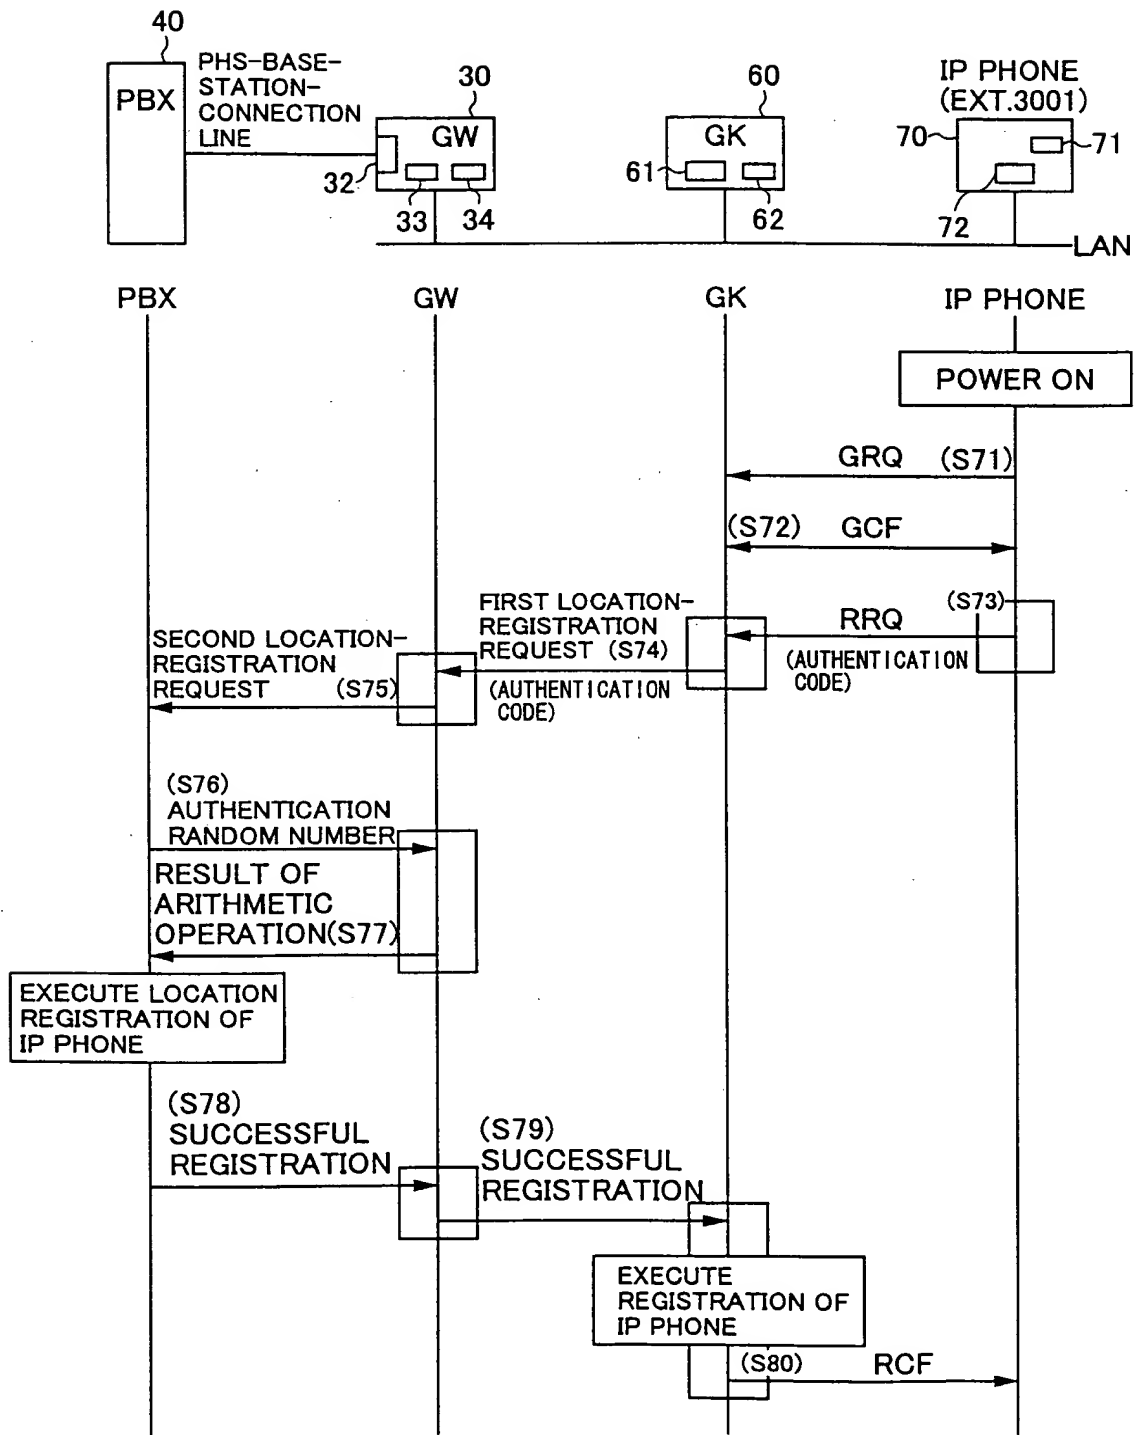 40
PHS-BASE-
STATION-
CONNECTION
LINE
PBX
30
GW
32
33
34
60
GK
61
62
IP PHONE
(EXT.3001)
70
71
72
LAN
PBX
GW
GK
IP PHONE
POWER ON
GRQ (S71)
(S72) GCF
(S73)
RRQ
(AUTHENTICATION
CODE)
FIRST LOCATION-
REGISTRATION
REQUEST (S74)
(AUTHENTICATION
CODE)
SECOND LOCATION-
REGISTRATION
REQUEST (S75)
(S76)
AUTHENTICATION
RANDOM NUMBER
RESULT OF
ARITHMETIC
OPERATION(S77)
EXECUTE LOCATION
REGISTRATION OF
IP PHONE
(S78)
SUCCESSFUL
REGISTRATION
(S79)
SUCCESSFUL
REGISTRATION
EXECUTE
REGISTRATION OF
IP PHONE
(S80) RCF